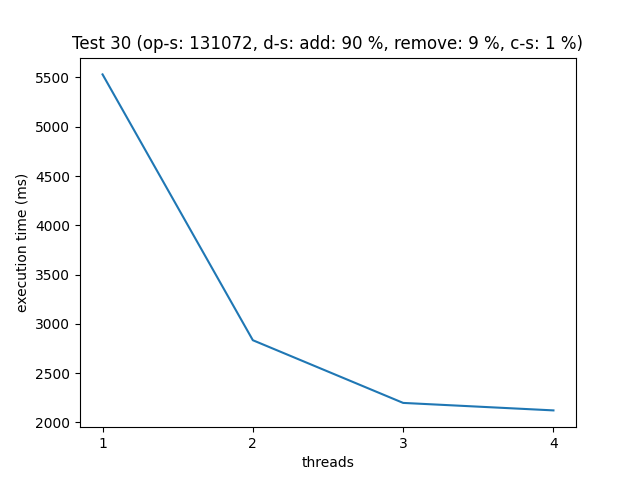 Test 30 (op-s: 131072, d-s: add: 90 %, remove: 9 %, c-s: 1 %)
5500
5000
4500
4000
3500
3000
2500
2000
execution time (ms)
1 2 3 4
threads